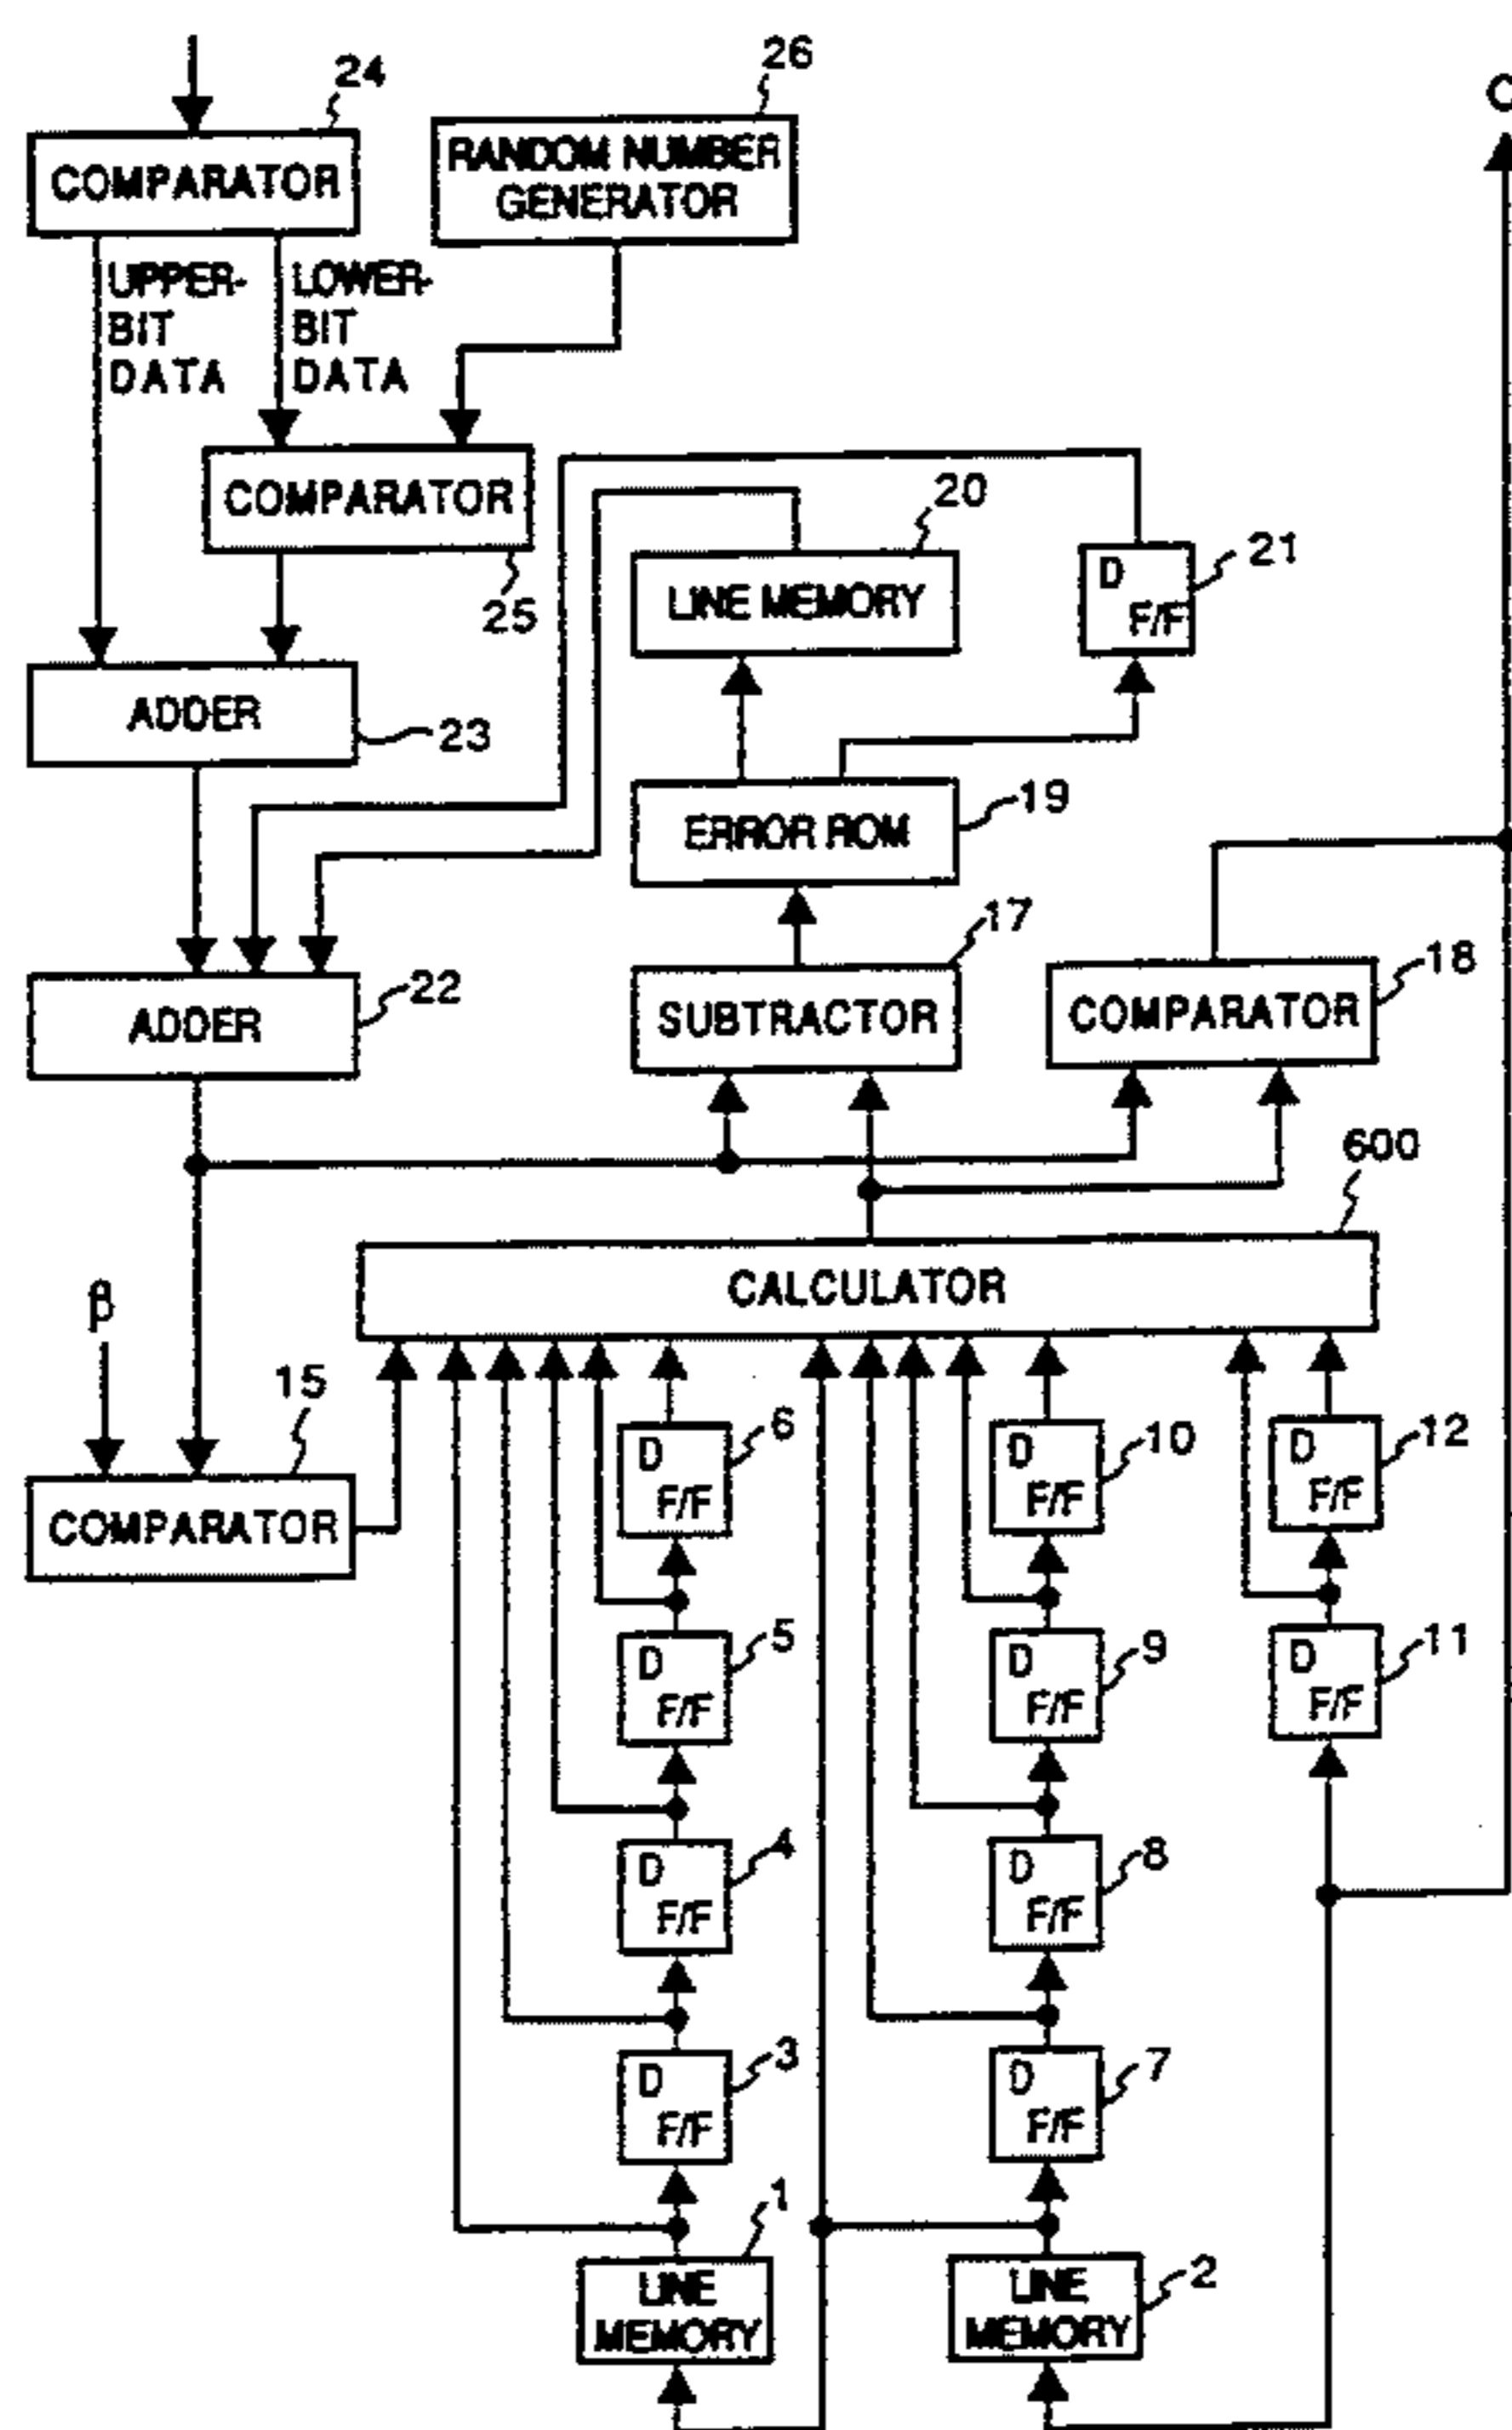 24
26
COMPARATOR
RANDOM NUMBER
GENERATOR
UPPER-
BIT
DATA
LOWER-
BIT
DATA
COMPARATOR
25
20
LINE MEMORY
D
F/F
21
ADDER
23
ERROR ROM
19
17
ADDER
22
SUBTRACTOR
COMPARATOR
18
600
CALCULATOR
β
15
COMPARATOR
D
F/F
6
D
F/F
10
D
F/F
12
D
F/F
5
D
F/F
9
D
F/F
11
D
F/F
4
D
F/F
8
D
F/F
3
D
F/F
7
1
LINE
MEMORY
LINE
MEMORY
2